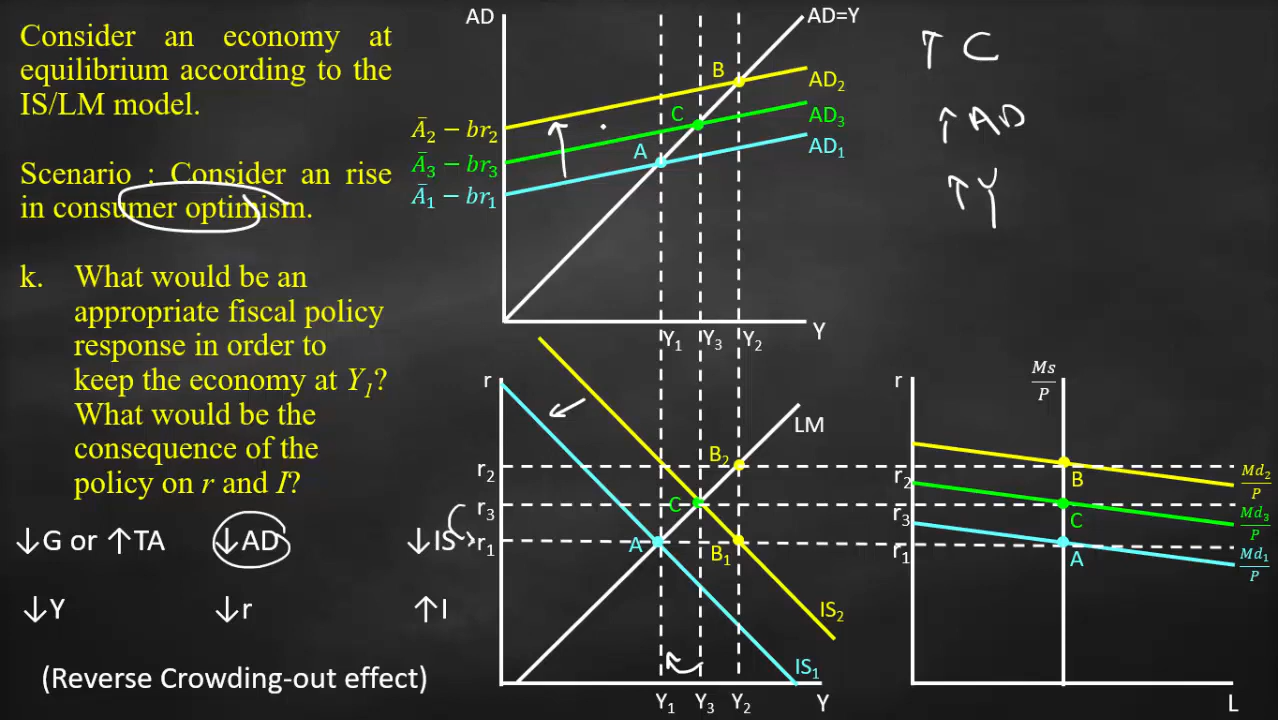 Consider an economy at
equilibrium according to the
IS/LM model.
Scenario : Consider an rise
in consumer optimism.
k. What would be an
appropriate fiscal policy
response in order to
keep the economy at Y₁?
What would be the
consequence of the
policy on r and I?
↓G or ↑TA ↓AD ↓IS
↓Y ↓r ↑I
(Reverse Crowding-out effect)
AD
AD=Y
B
AD₂
C
AD₃
A
AD₁
Ā₂ − br₂
Ā₃ − br₃
Ā₁ − br₁
Y₁ Y₃ Y₂ Y
↑ C
↑ AD
↑ Y
r
LM
r₂
B₂
r₃
C
r₁
A
B₁
IS₂
IS₁
Y₁ Y₃ Y₂ Y
r
Ms/P
r₂
B
Md₂/P
r₃
C
Md₃/P
r₁
A
Md₁/P
L